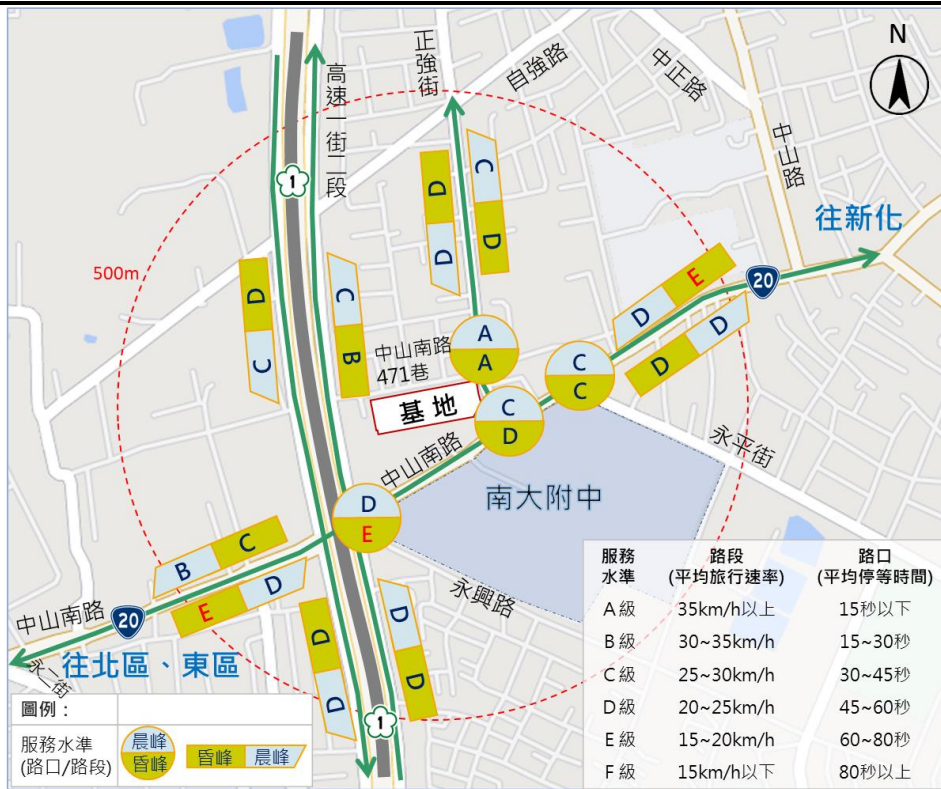 N
正強街
自強路
中正路
中山路
高速一街二段
1
往新化
500m
C
D
D
D
20
D
E
D
D
D
C
C
B
中山南路
471巷
A
A
C
C
基地
C
D
中山南路
永平街
南大附中
D
E
永興路
B
C
E
D
中山南路
20
往北區、東區
永二街
D
D
D
D
1
圖例：
服務水準
(路口/路段)
晨峰
昏峰
昏峰 晨峰
服務水準 路段(平均旅行速率) 路口(平均停等時間)
A級 35km/h以上 15秒以下
B級 30~35km/h 15~30秒
C級 25~30km/h 30~45秒
D級 20~25km/h 45~60秒
E級 15~20km/h 60~80秒
F級 15km/h以下 80秒以上